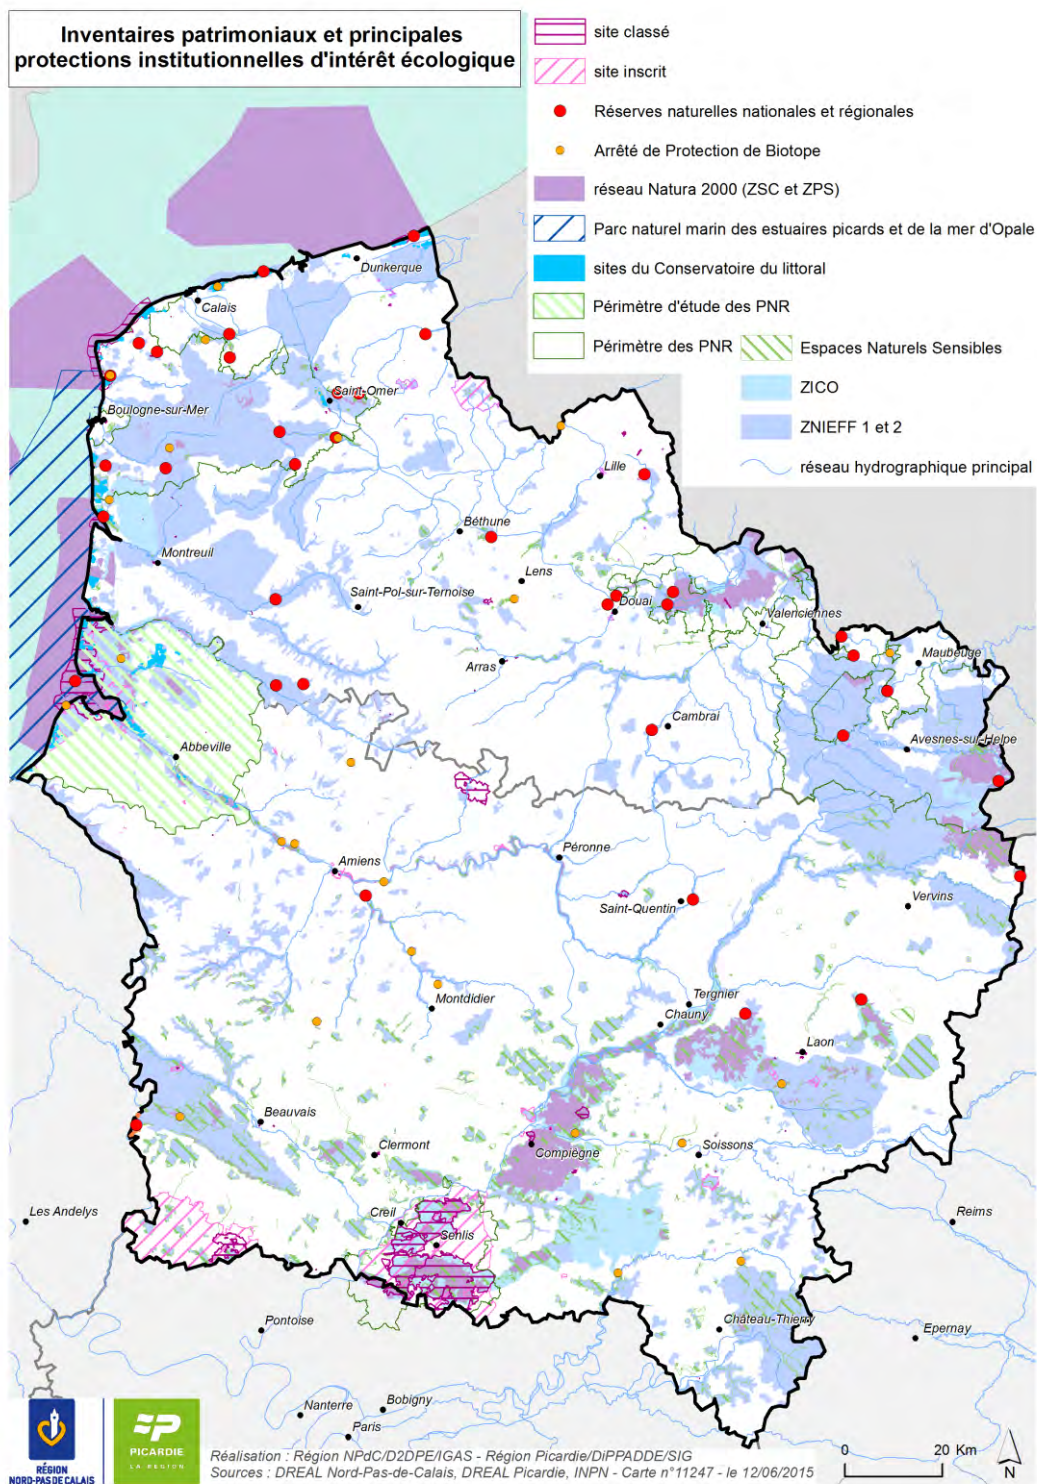 Inventaires patrimoniaux et principales
protections institutionnelles d'intérêt écologique
site classé
site inscrit
Réserves naturelles nationales et régionales
Arrêté de Protection de Biotope
réseau Natura 2000 (ZSC et ZPS)
Parc naturel marin des estuaires picards et de la mer d'Opale
sites du Conservatoire du littoral
Périmètre d'étude des PNR
Périmètre des PNR
Espaces Naturels Sensibles
ZICO
ZNIEFF 1 et 2
réseau hydrographique principal
Dunkerque
Calais
Saint-Omer
Boulogne-sur-Mer
Lille
Béthune
Montreuil
Lens
Saint-Pol-sur-Ternoise
Douai
Valenciennes
Maubeuge
Arras
Cambrai
Avesnes-sur-Helpe
Abbeville
Péronne
Amiens
Saint-Quentin
Vervins
Tergnier
Montdidier
Chauny
Laon
Beauvais
Clermont
Compiègne
Soissons
Les Andelys
Creil
Senlis
Reims
Pontoise
Château-Thierry
Epernay
Nanterre
Bobigny
Paris
RÉGION
NORD-PAS DE CALAIS
PICARDIE
LA RÉGION
Réalisation : Région NPdC/D2DPE/IGAS - Région Picardie/DiPPADDE/SIG
Sources : DREAL Nord-Pas-de-Calais, DREAL Picardie, INPN - Carte n°11247 - le 12/06/2015
0 20 Km
N